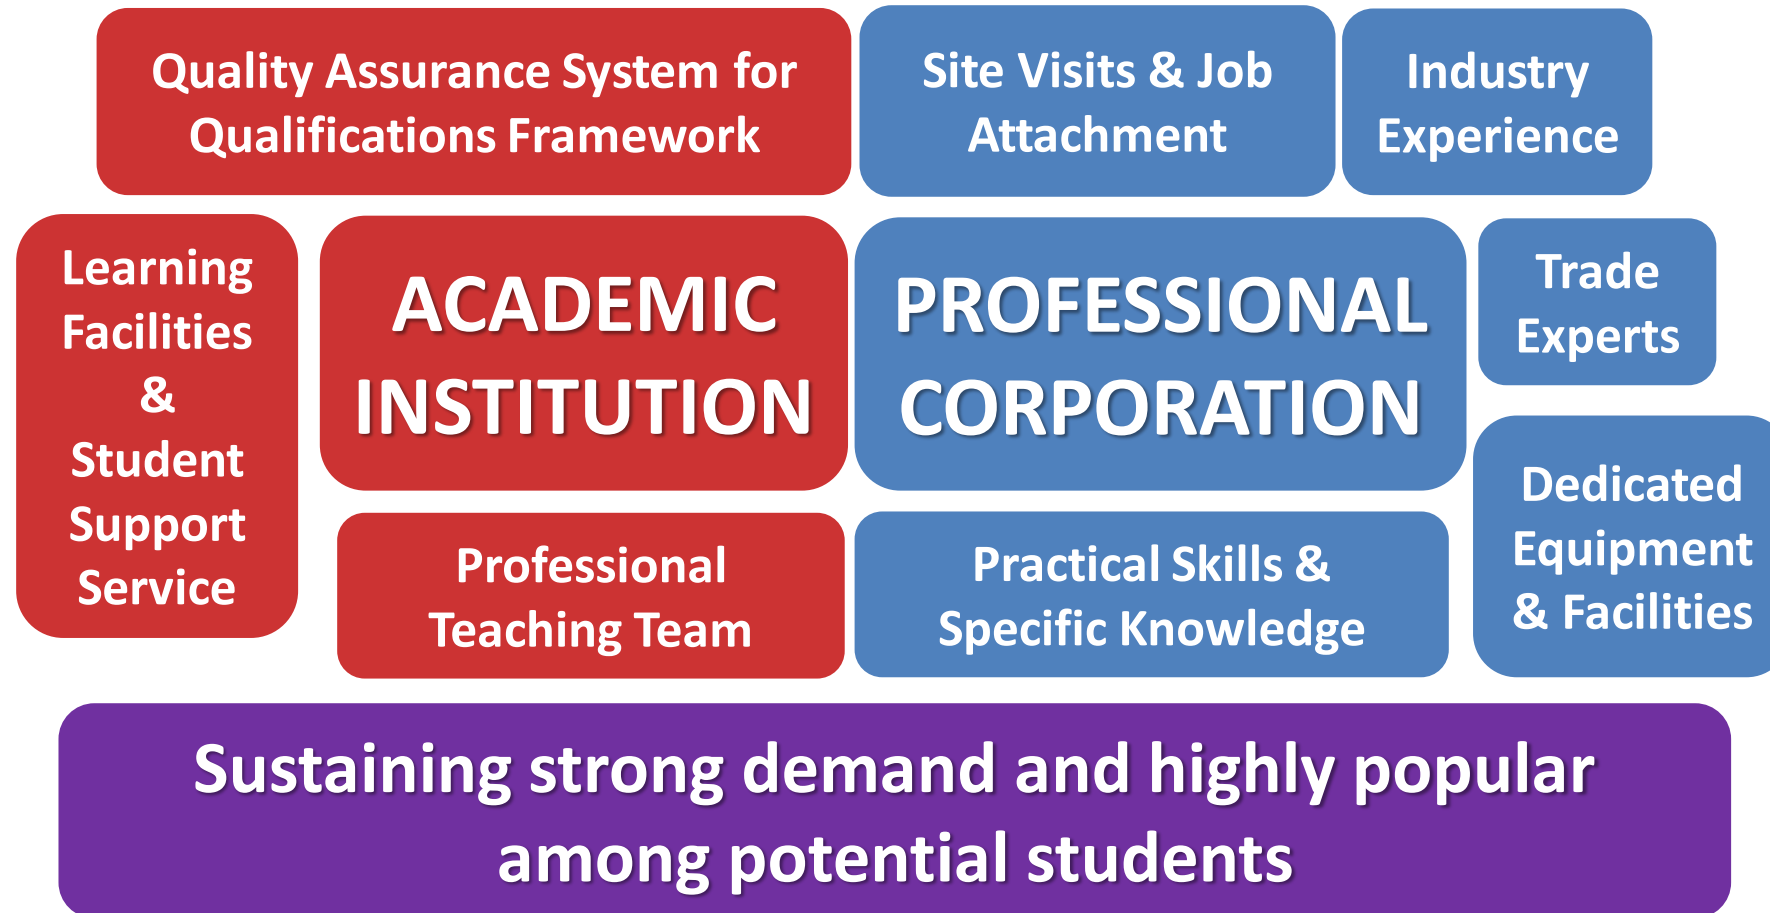 Quality Assurance System for
Qualifications Framework
Site Visits & Job
Attachment
Industry
Experience
Learning
Facilities
&
Student
Support
Service
ACADEMIC
INSTITUTION
PROFESSIONAL
CORPORATION
Trade
Experts
Dedicated
Equipment
& Facilities
Professional
Teaching Team
Practical Skills &
Specific Knowledge
Sustaining strong demand and highly popular
among potential students